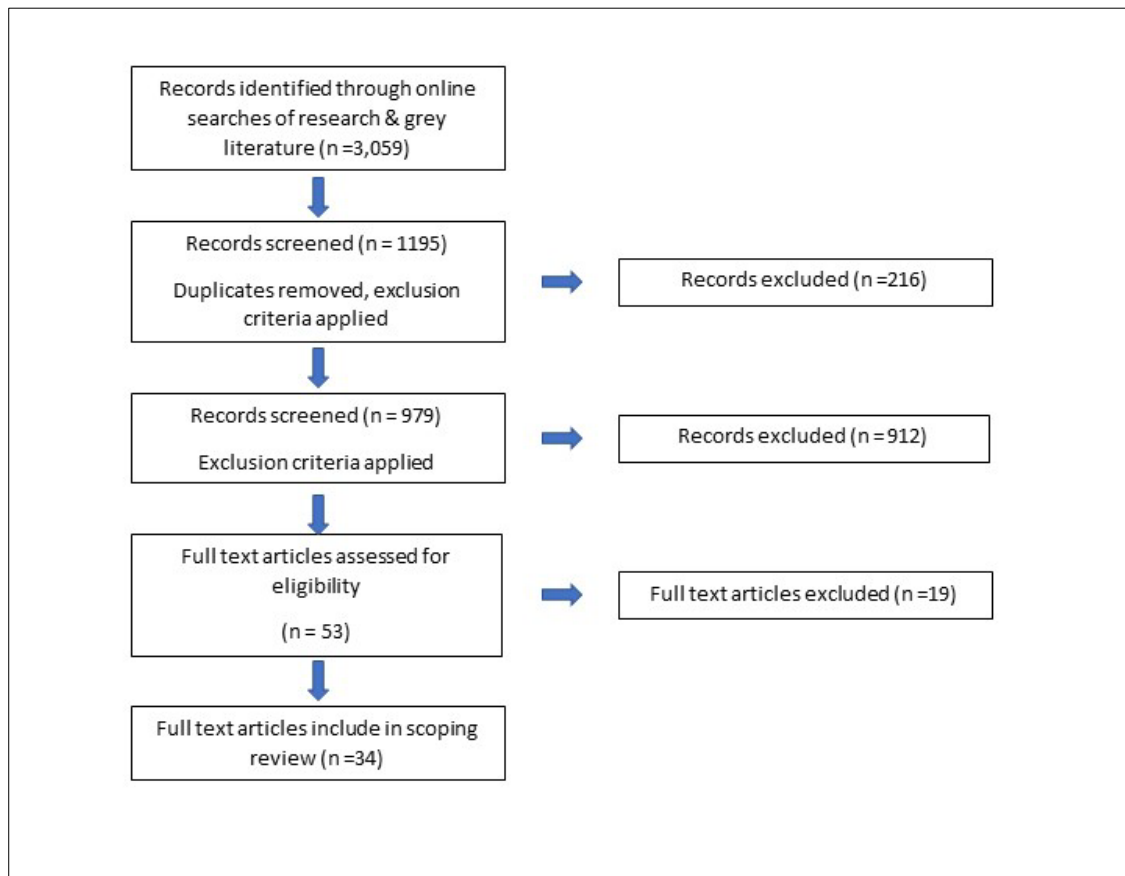 Records identified through online
searches of research & grey
literature (n =3,059)
Records screened (n = 1195)
Duplicates removed, exclusion
criteria applied
Records excluded (n =216)
Records screened (n = 979)
Exclusion criteria applied
Records excluded (n = 912)
Full text articles assessed for
eligibility
(n = 53)
Full text articles excluded (n =19)
Full text articles include in scoping
review (n =34)